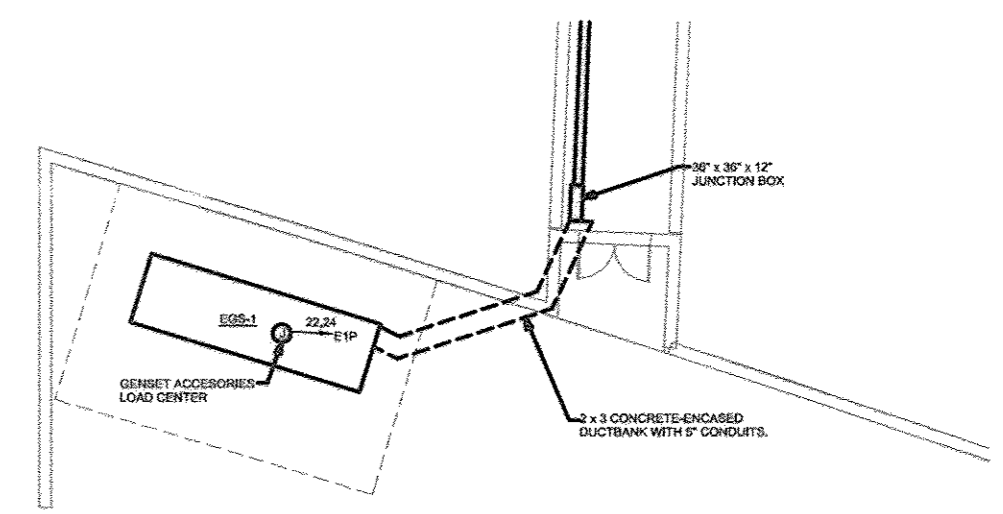 36" x 36" x 12"
JUNCTION BOX
EGS-1
J
22,24
E1P
GENSET ACCESORIES
LOAD CENTER
2 x 3 CONCRETE-ENCASED
DUCTBANK WITH 5" CONDUITS.